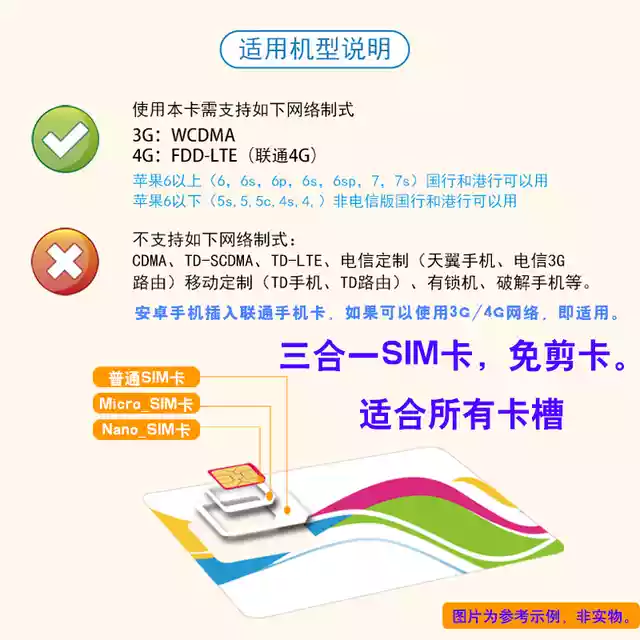 适用机型说明
使用本卡需支持如下网络制式
3G：WCDMA
4G：FDD-LTE（联通4G）
苹果6以上（6，6s，6p，6s，6sp，7，7s）国行和港行可以用
苹果6以下（5s,5,5c,4s,4,）非电信版国行和港行可以用
不支持如下网络制式：
CDMA、TD-SCDMA、TD-LTE、电信定制（天翼手机、电信3G
路由）移动定制（TD手机、TD路由）、有锁机、破解手机等。
安卓手机插入联通手机卡，如果可以使用3G/4G网络，即适用。
三合一SIM卡，免剪卡。
适合所有卡槽
普通SIM卡
Micro_SIM卡
Nano_SIM卡
图片为参考示例，非实物。